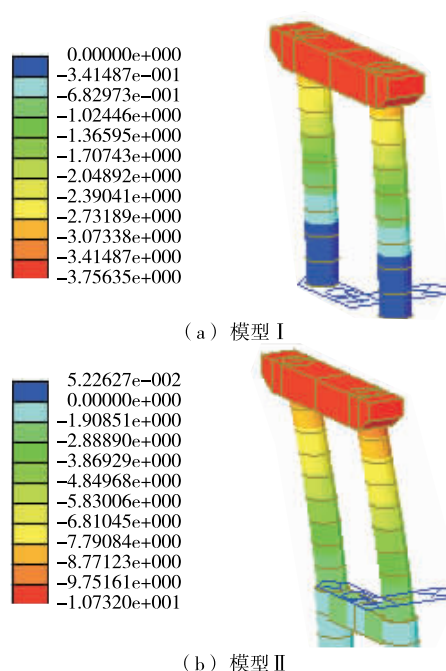 0.00000e+000
−3.41487e−001
−6.82973e−001
−1.02446e+000
−1.36595e+000
−1.70743e+000
−2.04892e+000
−2.39041e+000
−2.73189e+000
−3.07338e+000
−3.41487e+000
−3.75635e+000
(a) 模型Ⅰ
5.22627e−002
0.00000e+000
−1.90851e+000
−2.88890e+000
−3.86929e+000
−4.84968e+000
−5.83006e+000
−6.81045e+000
−7.79084e+000
−8.77123e+000
−9.75161e+000
−1.07320e+001
(b) 模型Ⅱ